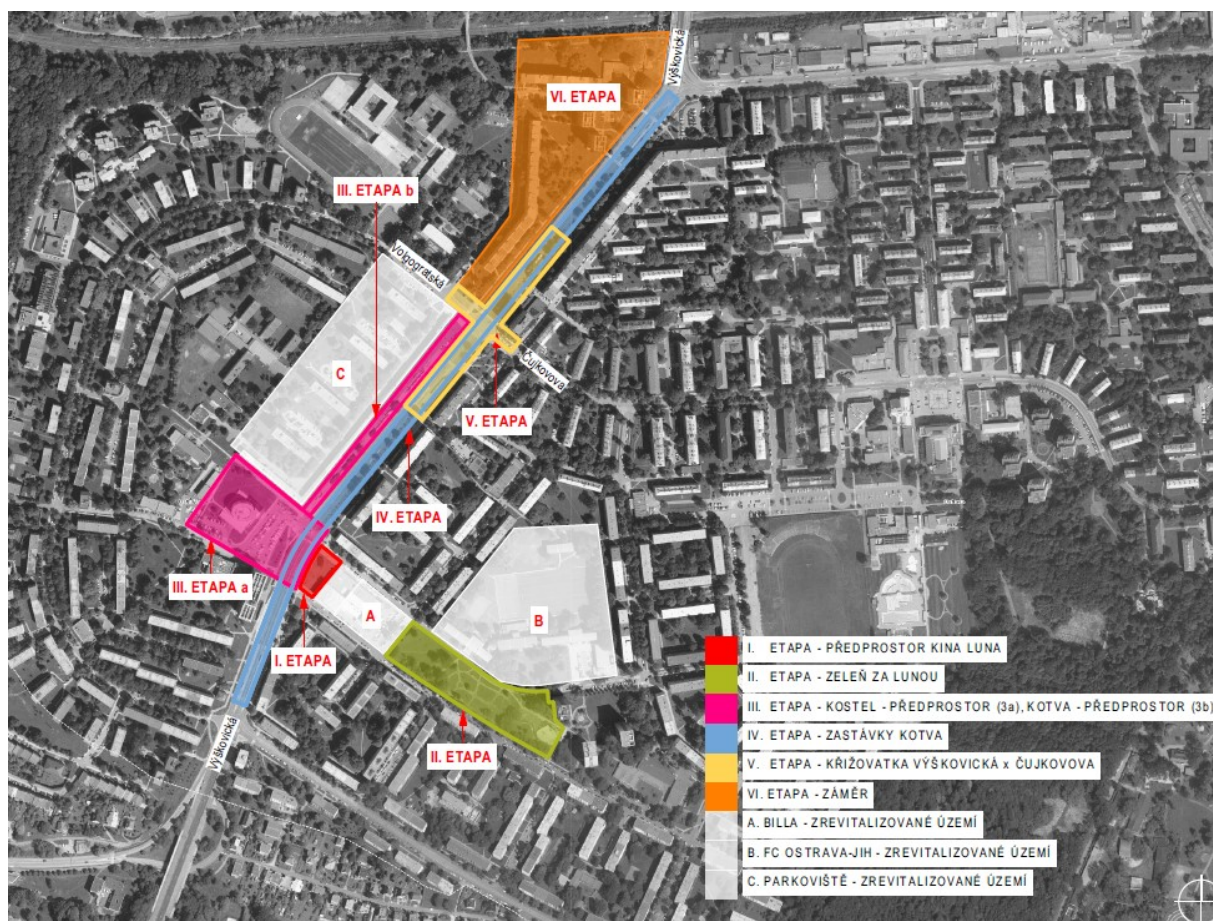 Výškovická
VI. ETAPA
III. ETAPA b
Volgogradská
C
Čujkovova
V. ETAPA
IV. ETAPA
III. ETAPA a
A
B
I. ETAPA
II. ETAPA
Výškovická
I. ETAPA - PŘEDPROSTOR KINA LUNA
II. ETAPA - ZELEŇ ZA LUNOU
III. ETAPA - KOSTEL - PŘEDPROSTOR (3a), KOTVA - PŘEDPROSTOR (3b)
IV. ETAPA - ZASTÁVKY KOTVA
V. ETAPA - KŘIŽOVATKA VÝŠKOVICKÁ x ČUJKOVOVA
VI. ETAPA - ZÁMĚR
A. BILLA - ZREVITALIZOVANÉ ÚZEMÍ
B. FC OSTRAVA-JIH - ZREVITALIZOVANÉ ÚZEMÍ
C. PARKOVIŠTĚ - ZREVITALIZOVANÉ ÚZEMÍ